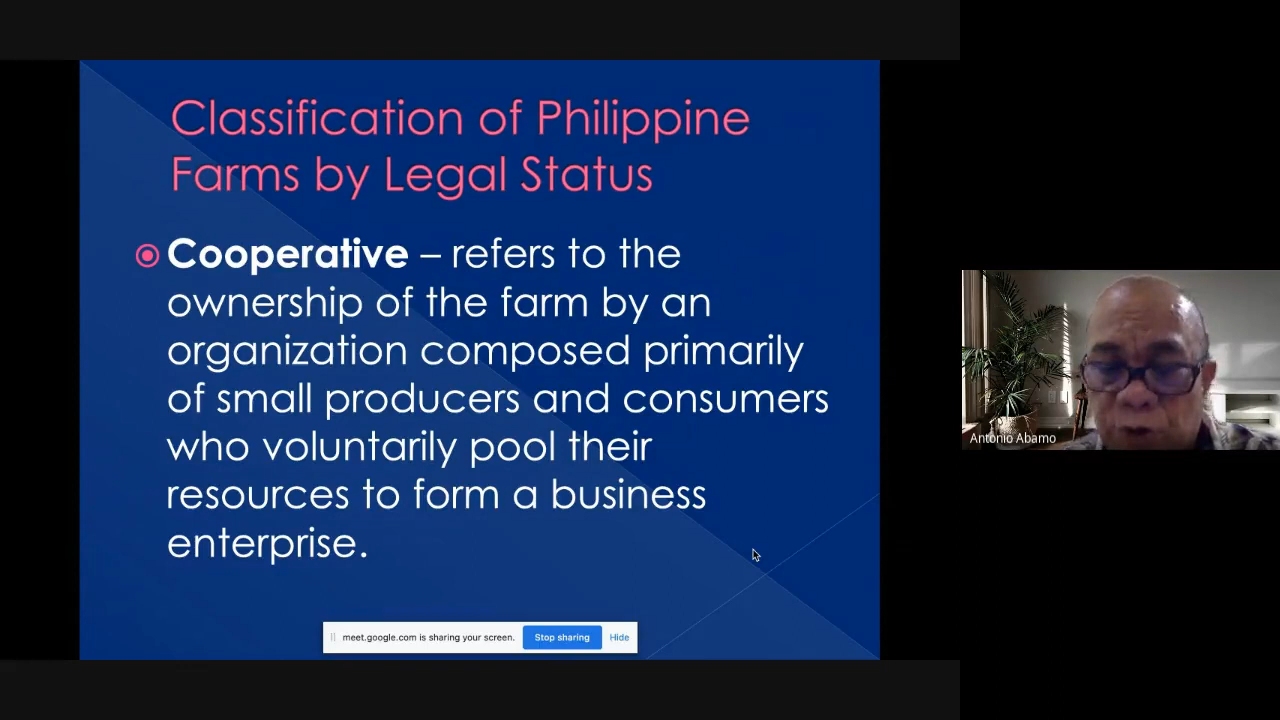 Classification of Philippine
Farms by Legal Status
Cooperative – refers to the
ownership of the farm by an
organization composed primarily
of small producers and consumers
who voluntarily pool their
resources to form a business
enterprise.
meet.google.com is sharing your screen. Stop sharing Hide
Antonio Abamo